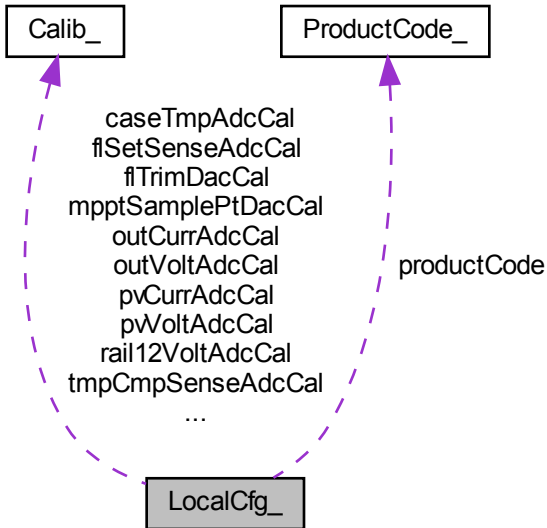 Calib_
ProductCode_
caseTmpAdcCal
flSetSenseAdcCal
flTrimDacCal
mpptSamplePtDacCal
outCurrAdcCal
outVoltAdcCal
pvCurrAdcCal
pvVoltAdcCal
rail12VoltAdcCal
tmpCmpSenseAdcCal
...
productCode
LocalCfg_